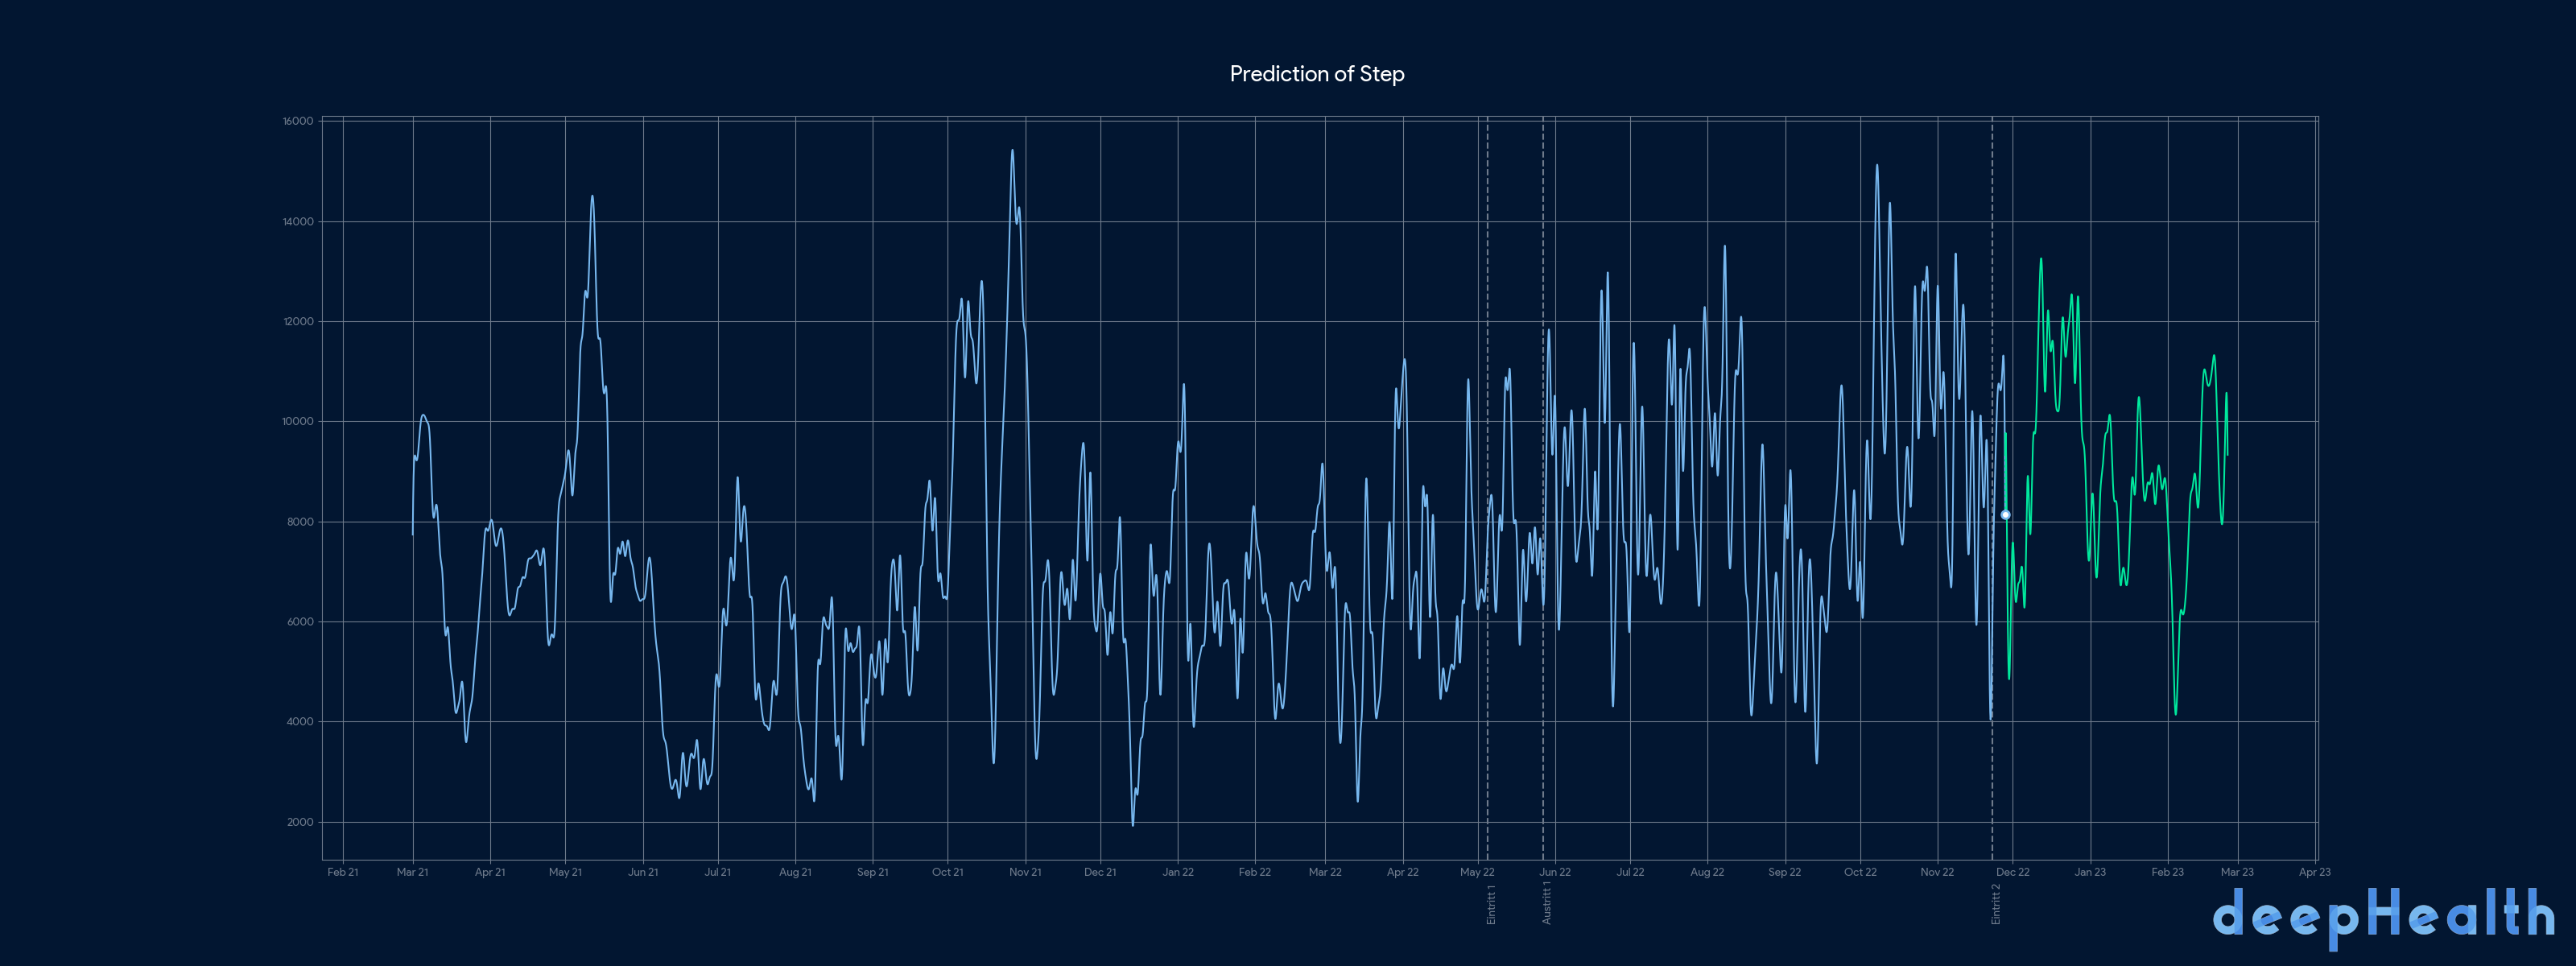 Prediction of Step
16000
14000
12000
10000
8000
6000
4000
2000
Feb 21 Mar 21 Apr 21 May 21 Jun 21 Jul 21 Aug 21 Sep 21 Oct 21 Nov 21 Dec 21 Jan 22 Feb 22 Mar 22 Apr 22 May 22 Jun 22 Jul 22 Aug 22 Sep 22 Oct 22 Nov 22 Dec 22 Jan 23 Feb 23 Mar 23 Apr 23
Eintritt 1
Austritt 1
Eintritt 2
deepHealth